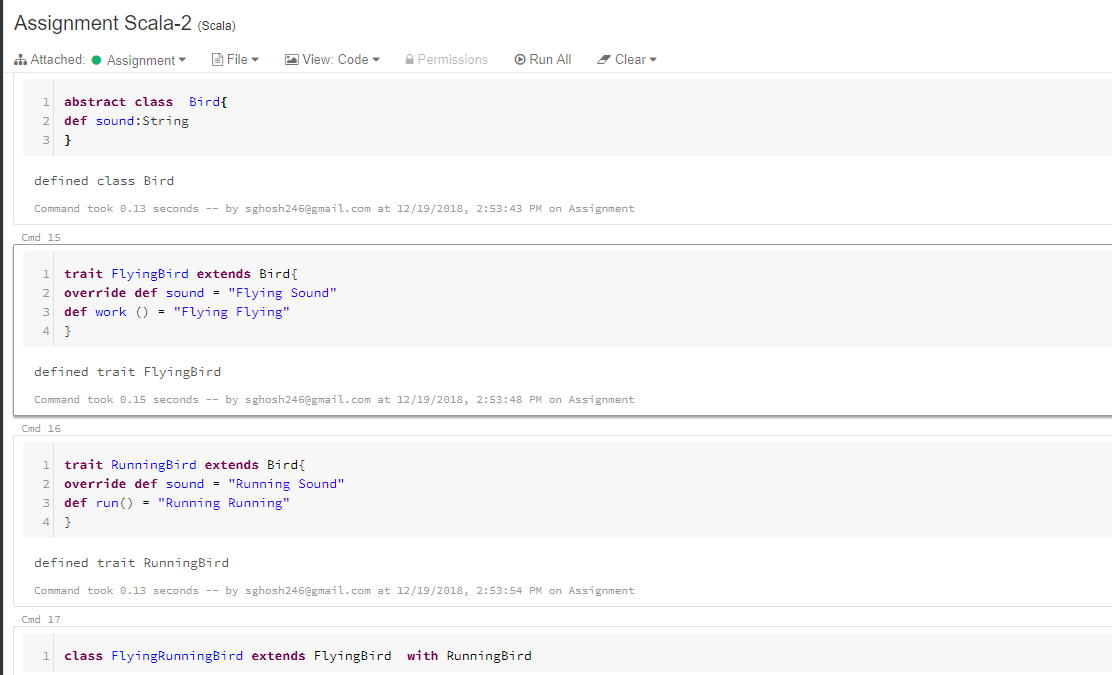 Assignment Scala-2 (Scala)
Attached: Assignment File View: Code Permissions Run All Clear
1 abstract class  Bird{
2 def sound:String
3 }
defined class Bird
Command took 0.13 seconds -- by sghosh246@gmail.com at 12/19/2018, 2:53:43 PM on Assignment
Cmd 15
1 trait FlyingBird extends Bird{
2 override def sound = "Flying Sound"
3 def work () = "Flying Flying"
4 }
defined trait FlyingBird
Command took 0.15 seconds -- by sghosh246@gmail.com at 12/19/2018, 2:53:48 PM on Assignment
Cmd 16
1 trait RunningBird extends Bird{
2 override def sound = "Running Sound"
3 def run() = "Running Running"
4 }
defined trait RunningBird
Command took 0.13 seconds -- by sghosh246@gmail.com at 12/19/2018, 2:53:54 PM on Assignment
Cmd 17
1 class FlyingRunningBird extends FlyingBird  with RunningBird